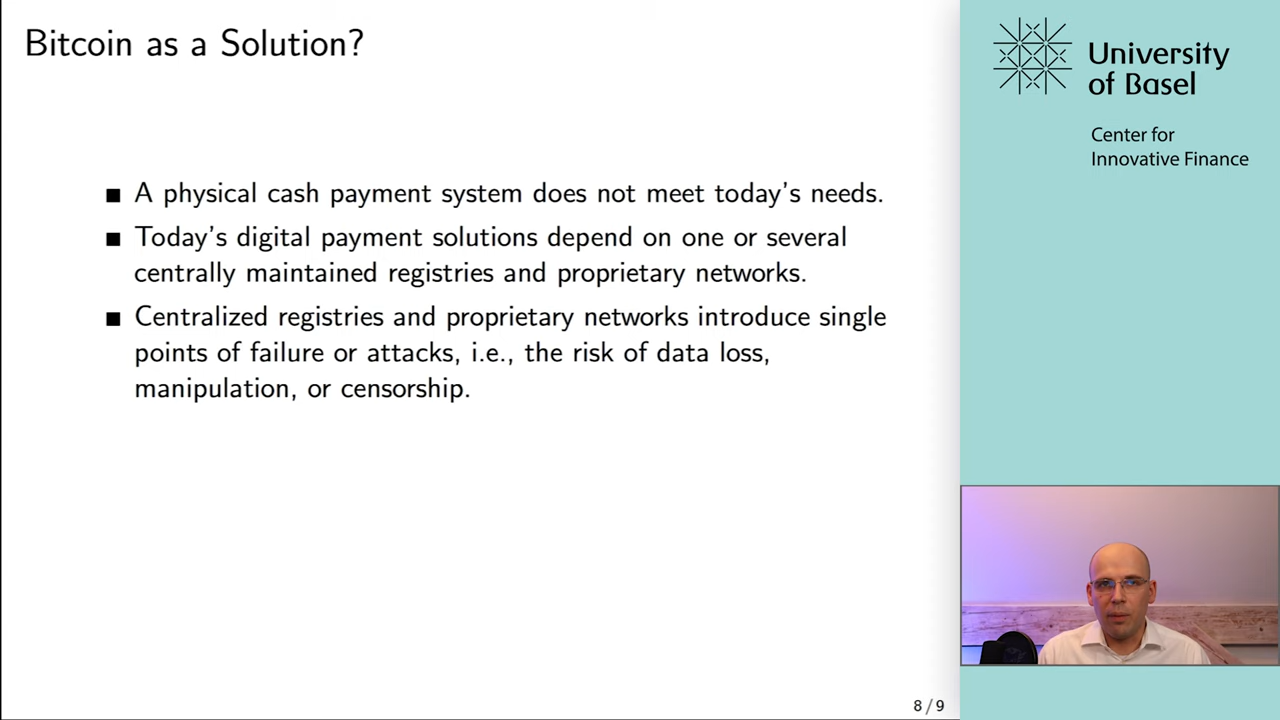 Bitcoin as a Solution?
■ A physical cash payment system does not meet today's needs.
■ Today's digital payment solutions depend on one or several
centrally maintained registries and proprietary networks.
■ Centralized registries and proprietary networks introduce single
points of failure or attacks, i.e., the risk of data loss,
manipulation, or censorship.
8 / 9
University
of Basel
Center for
Innovative Finance